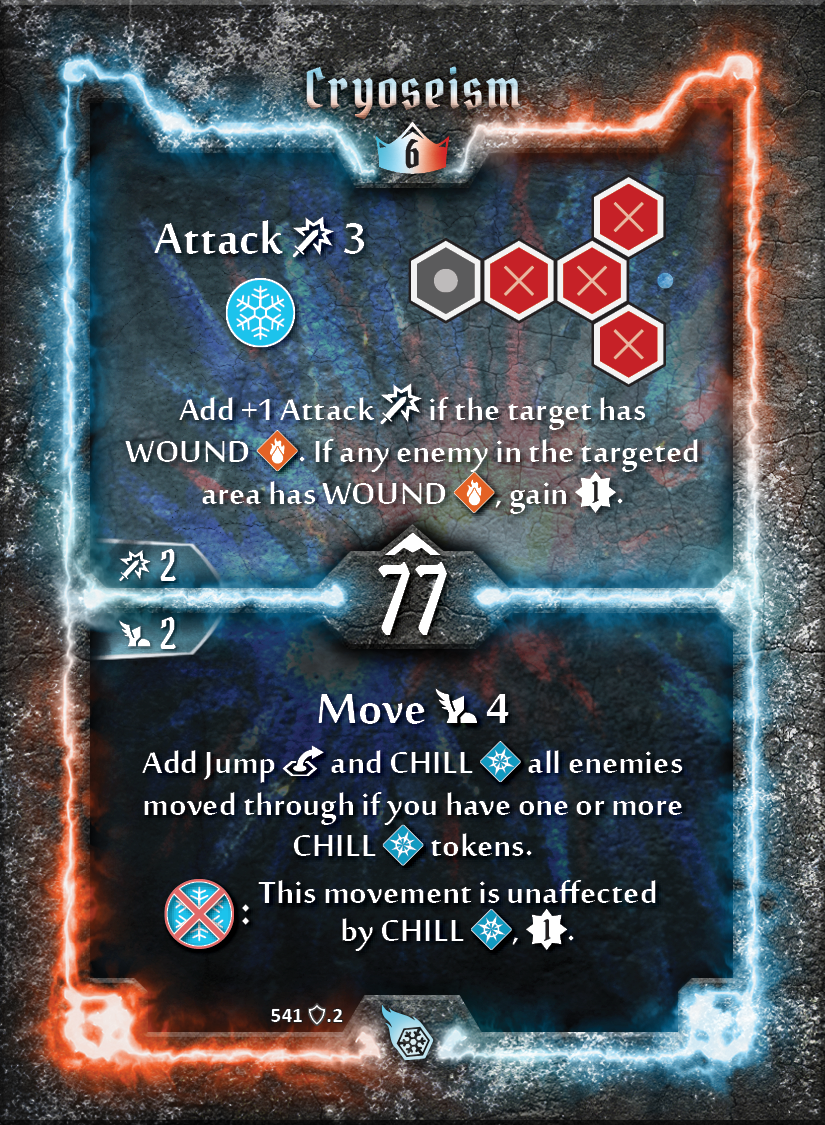 Cryoseism
6
Attack 3
Add +1 Attack if the target has
WOUND . If any enemy in the targeted
area has WOUND , gain 1 .
2
77
2
Move 4
Add Jump and CHILL all enemies
moved through if you have one or more
CHILL tokens.
: This movement is unaffected
by CHILL , 1 .
541 .2